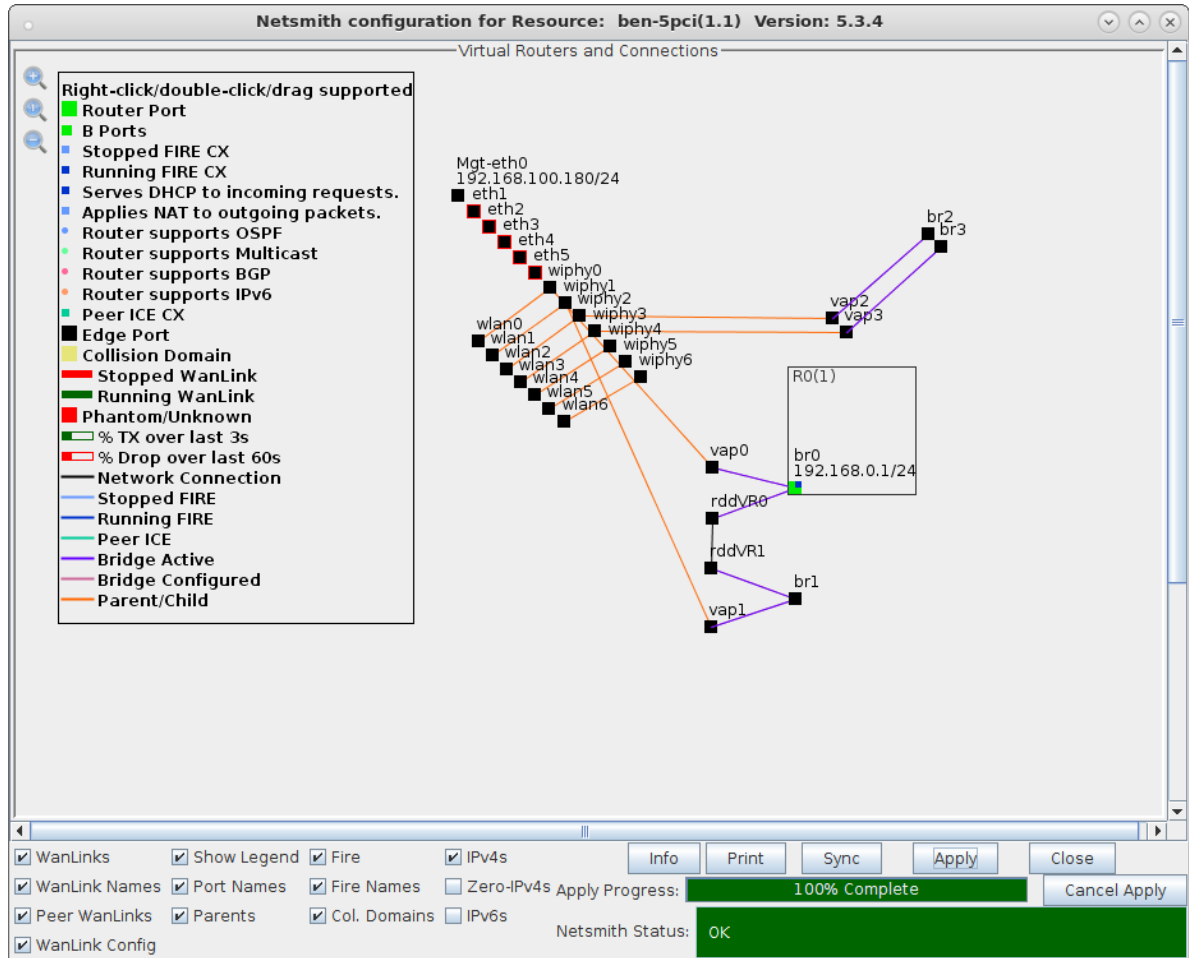 Netsmith configuration for Resource: ben-5pci(1.1) Version: 5.3.4
Virtual Routers and Connections
Right-click/double-click/drag supported
Router Port
B Ports
Stopped FIRE CX
Running FIRE CX
Serves DHCP to incoming requests.
Applies NAT to outgoing packets.
Router supports OSPF
Router supports Multicast
Router supports BGP
Router supports IPv6
Peer ICE CX
Edge Port
Collision Domain
Stopped WanLink
Running WanLink
Phantom/Unknown
% TX over last 3s
% Drop over last 60s
Network Connection
Stopped FIRE
Running FIRE
Peer ICE
Bridge Active
Bridge Configured
Parent/Child
Mgt-eth0
192.168.100.180/24
eth1
eth2
eth3
eth4
eth5
wiphy0
wiphy1
wiphy2
wiphy3
wiphy4
wiphy5
wiphy6
wlan0
wlan1
wlan2
wlan3
wlan4
wlan5
wlan6
br2
br3
vap2
vap3
R0(1)
br0
192.168.0.1/24
vap0
rddVR0
rddVR1
br1
vap1
WanLinks Show Legend Fire IPv4s Info Print Sync Apply Close
WanLink Names Port Names Fire Names Zero-IPv4s Apply Progress: 100% Complete Cancel Apply
Peer WanLinks Parents Col. Domains IPv6s
Netsmith Status: OK
WanLink Config